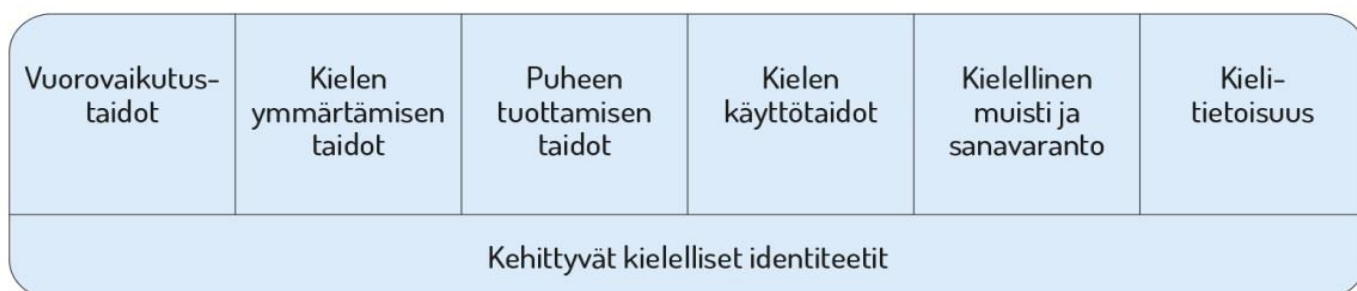 Vuorovaikutus-
taidot
Kielen
ymmärtämisen
taidot
Puheen
tuottamisen
taidot
Kielen
käyttötaidot
Kielellinen
muisti ja
sanavaranto
Kieli-
tietoisuus
Kehittyvät kielelliset identiteetit